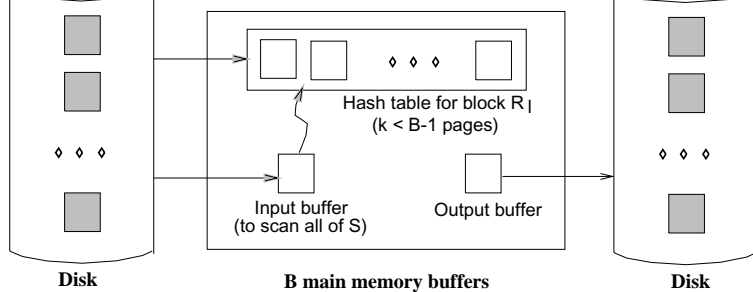 Hash table for block R l
(k < B-1 pages)
Input buffer
(to scan all of S)
Output buffer
Disk
B main memory buffers
Disk